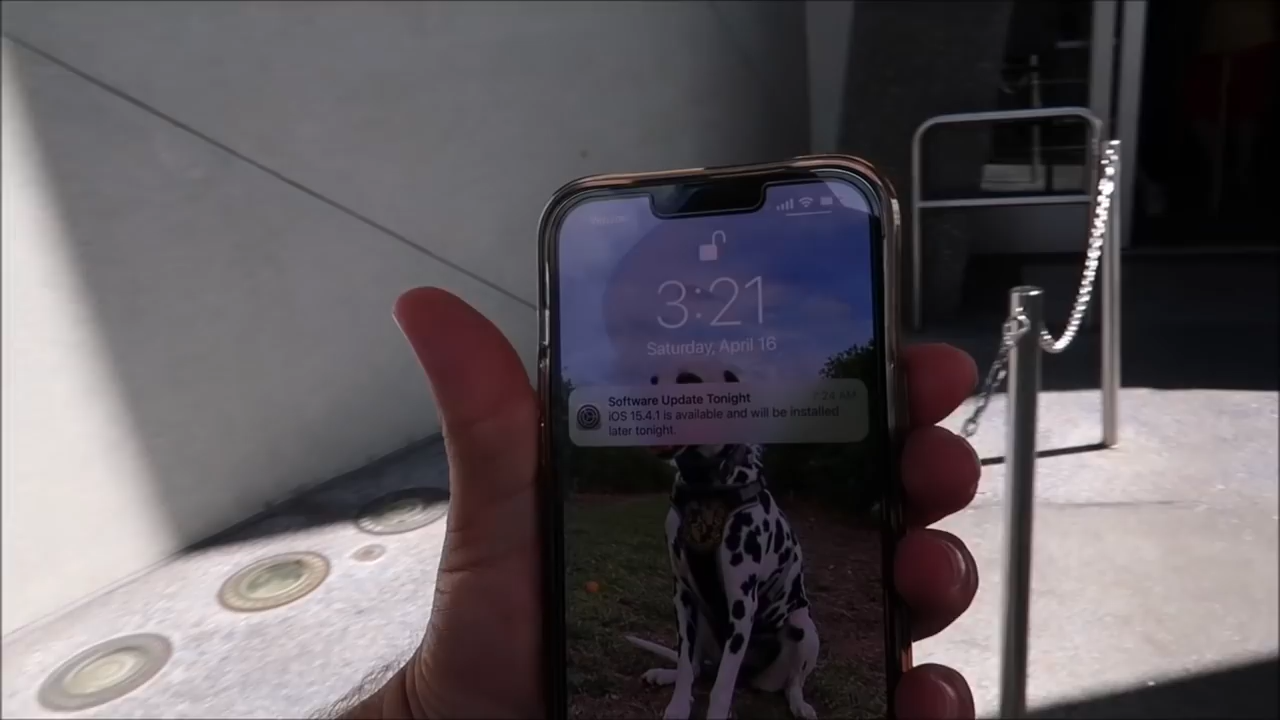 3:21
Saturday, April 16
Software Update Tonight
iOS 15.4.1 is available and will be installed
later tonight.